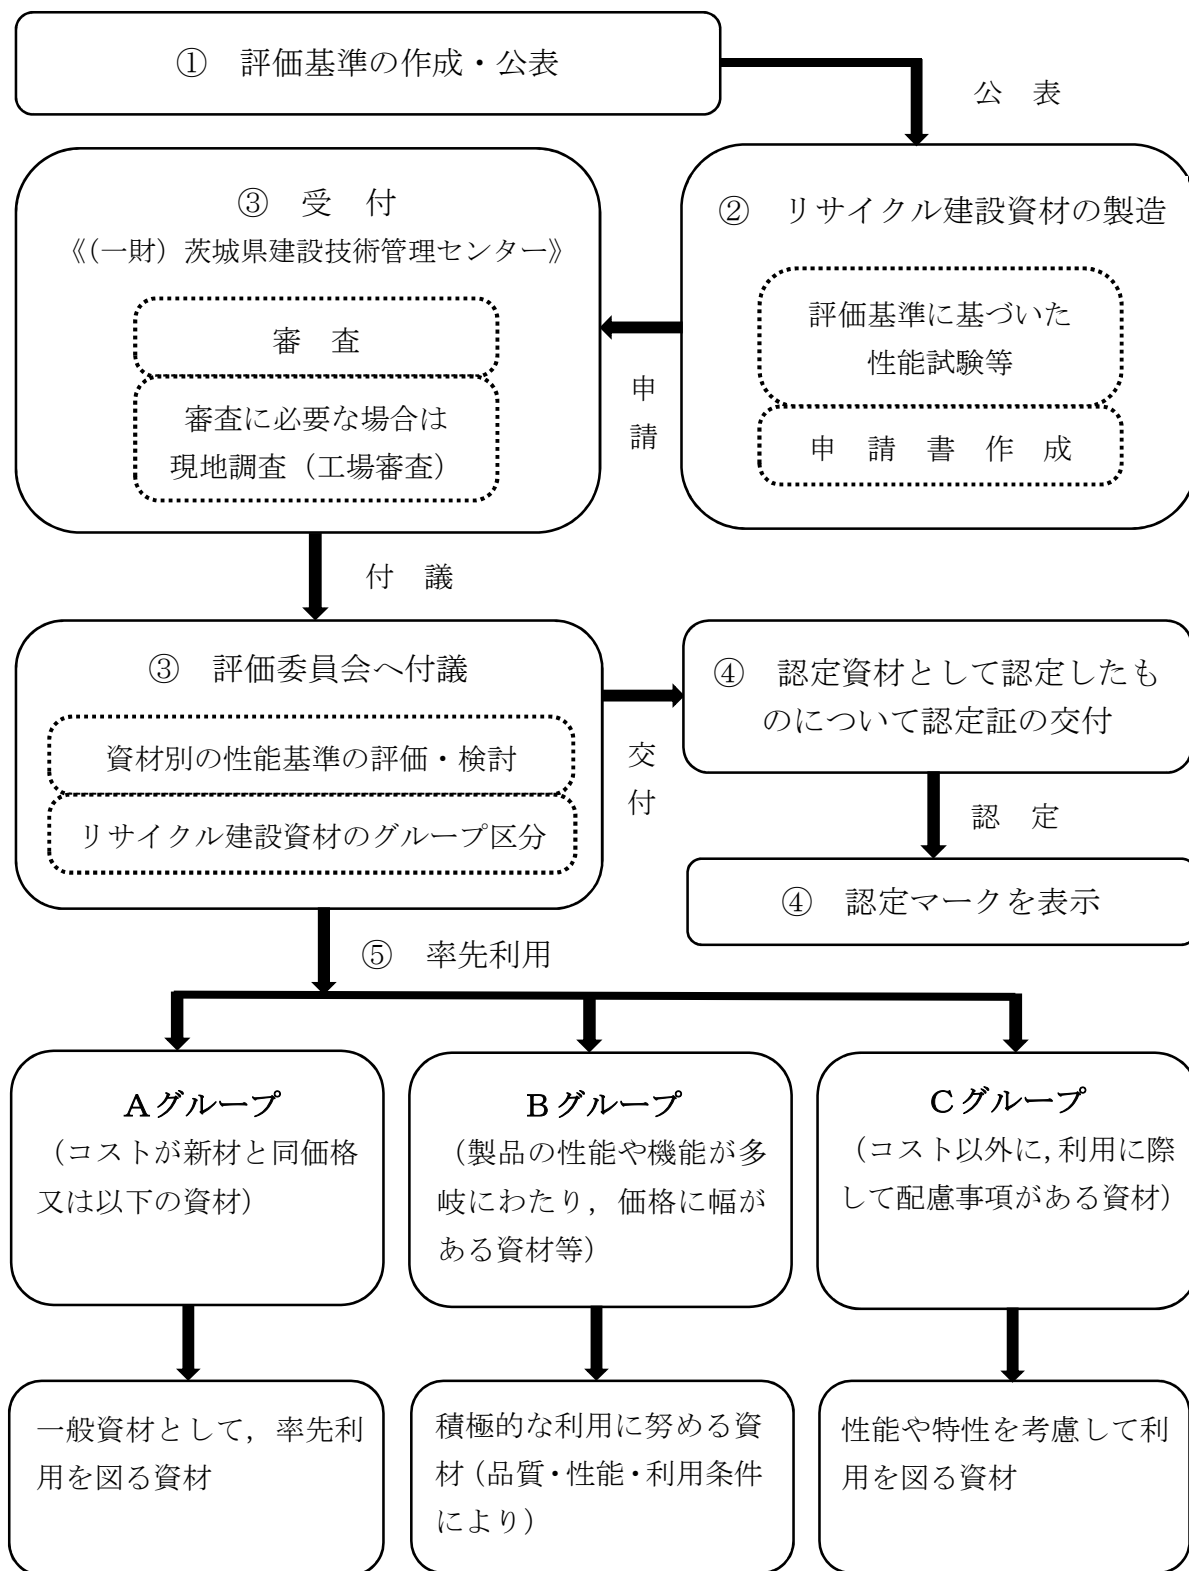 ① 評価基準の作成・公表
公 表
② リサイクル建設資材の製造
評価基準に基づいた
性能試験等
申 請 書 作 成
申
請
③ 受 付
《(一財) 茨城県建設技術管理センター》
審 査
審査に必要な場合は
現地調査（工場審査）
付 議
③ 評価委員会へ付議
資材別の性能基準の評価・検討
リサイクル建設資材のグループ区分
交
付
④ 認定資材として認定したも
のについて認定証の交付
認 定
④ 認定マークを表示
⑤ 率先利用
Ａグループ
（コストが新材と同価格
又は以下の資材）
Ｂグループ
（製品の性能や機能が多
岐にわたり，価格に幅が
ある資材等）
Ｃグループ
（コスト以外に，利用に際
して配慮事項がある資材）
一般資材として，率先利
用を図る資材
積極的な利用に努める資
材（品質・性能・利用条件
により）
性能や特性を考慮して利
用を図る資材